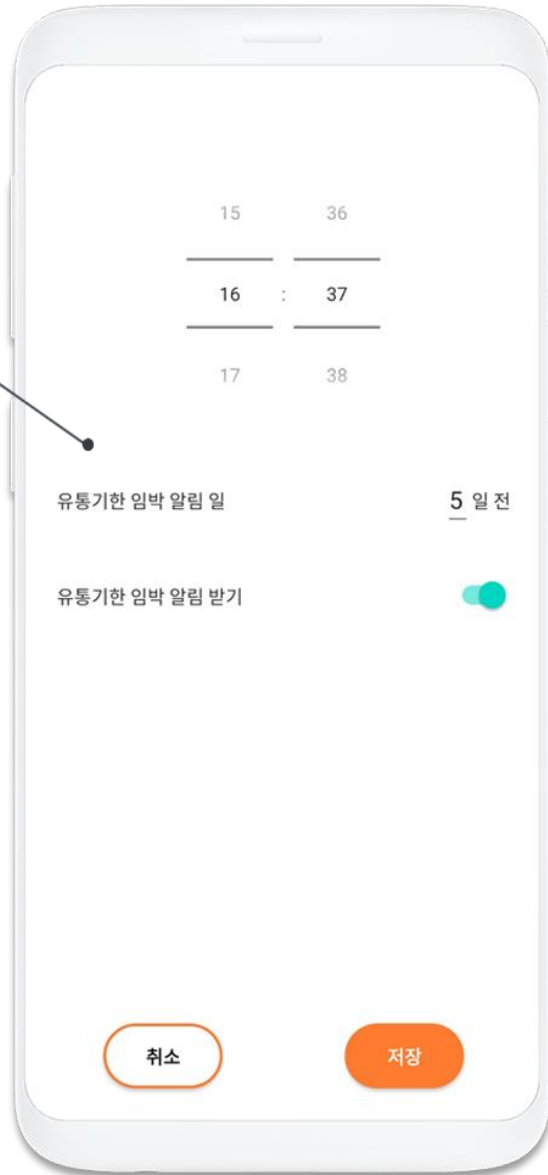 15 36
16 : 37
17 38
유통기한 임박 알림 일 5 일 전
유통기한 임박 알림 받기
취소 저장